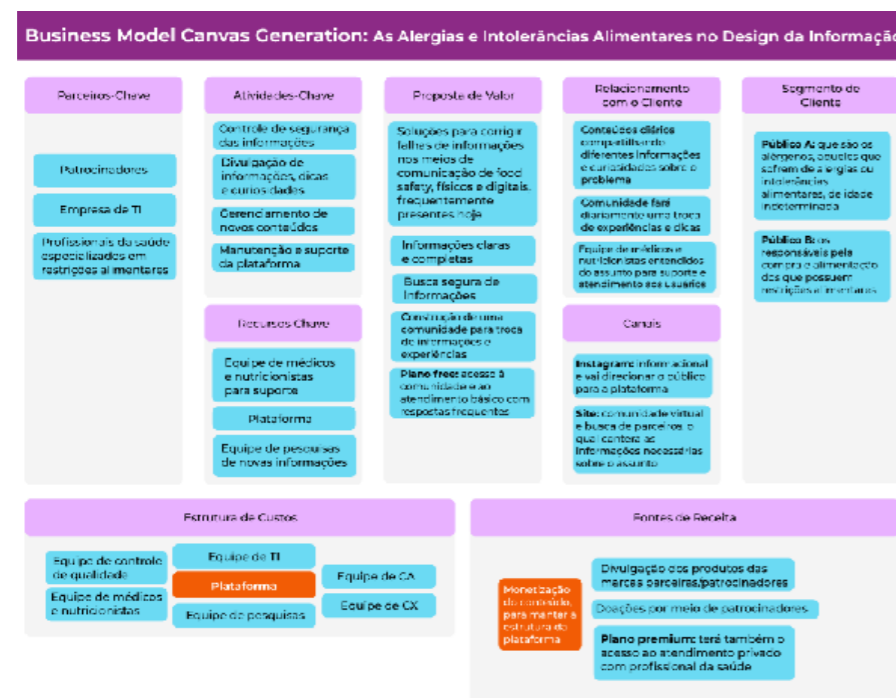 Business Model Canvas Generation: As Alergias e Intolerâncias Alimentares no Design da Informação
Parceiros-Chave
Patrocinadores
Empresa de TI
Profissionais da saúde
especializados em
restrições alimentares
Atividades-Chave
Controle de segurança
das informações
Divulgação de
informações, dicas
e curiosidades
Gerenciamento de
novos conteúdos
Manutenção e suporte
da plataforma
Recursos Chave
Equipe de médicos
e nutricionistas
para suporte
Plataforma
Equipe de pesquisas
de novas informações
Proposta de Valor
Soluções para corrigir
falhas de informações
nos meios de
comunicação de food
safety, físicos e digitais,
frequentemente
presentes hoje
Informações claras
e completas
Busca segura de
informações
Construção de uma
comunidade para troca
de informações e
experiências
Plano free: acesso à
comunidade e ao
atendimento básico com
respostas frequentes
Relacionamento
com o Cliente
Conteúdos diários
compartilhando
diferentes informações
e curiosidades sobre o
problema
Comunidade fará
diariamente uma troca
de experiências e dicas
Equipe de médicos e
nutricionistas entendidos
do assunto para suporte e
atendimento aos usuários
Canais
Instagram: informacional
e vai direcionar o público
para a plataforma
Site: comunidade virtual
e busca de parceiros, o
qual conterá as
informações necessárias
sobre o assunto
Segmento de
Cliente
Público A: que são os
alérgenos, aqueles que
sofrem de alergias ou
intolerâncias
alimentares, de idade
indeterminada
Público B: os
responsáveis pela
compra e alimentação
dos que possuem
restrições alimentares
Estrutura de Custos
Equipe de controle
de qualidade
Equipe de médicos
e nutricionistas
Equipe de TI
Plataforma
Equipe de pesquisas
Equipe de CA
Equipe de CX
Fontes de Receita
Monetização
do conteúdo,
para manter a
estrutura da
plataforma
Divulgação dos produtos das
marcas parceiras/patrocinadores
Doações por meio de patrocinadores
Plano premium: terá também o
acesso ao atendimento privado
com profissional da saúde